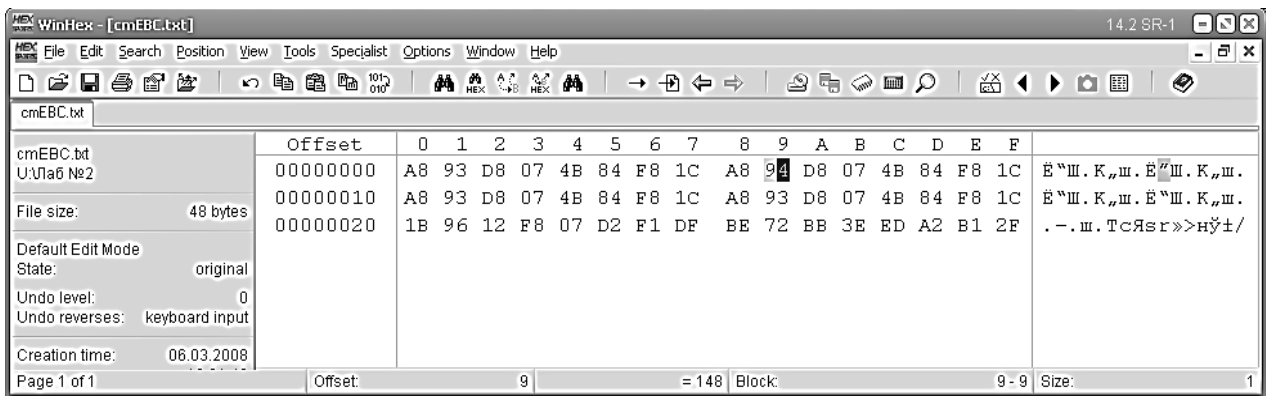 WinHex - [cmEBC.txt] 14.2 SR-1
File Edit Search Position View Tools Specialist Options Window Help
cmEBC.txt
cmEBC.txt
U:\Лаб №2
File size: 48 bytes
Default Edit Mode
State: original
Undo level: 0
Undo reverses: keyboard input
Creation time: 06.03.2008
Offset 0 1 2 3 4 5 6 7 8 9 A B C D E F
00000000 A8 93 D8 07 4B 84 F8 1C A8 94 D8 07 4B 84 F8 1C Ё“Ш.К„ш.Ё”Ш.К„ш.
00000010 A8 93 D8 07 4B 84 F8 1C A8 93 D8 07 4B 84 F8 1C Ё“Ш.К„ш.Ё“Ш.К„ш.
00000020 1B 96 12 F8 07 D2 F1 DF BE 72 BB 3E ED A2 B1 2F .–.ш.ТсЯѕr»>нў±/
Page 1 of 1 Offset: 9 = 148 Block: 9 - 9 Size: 1